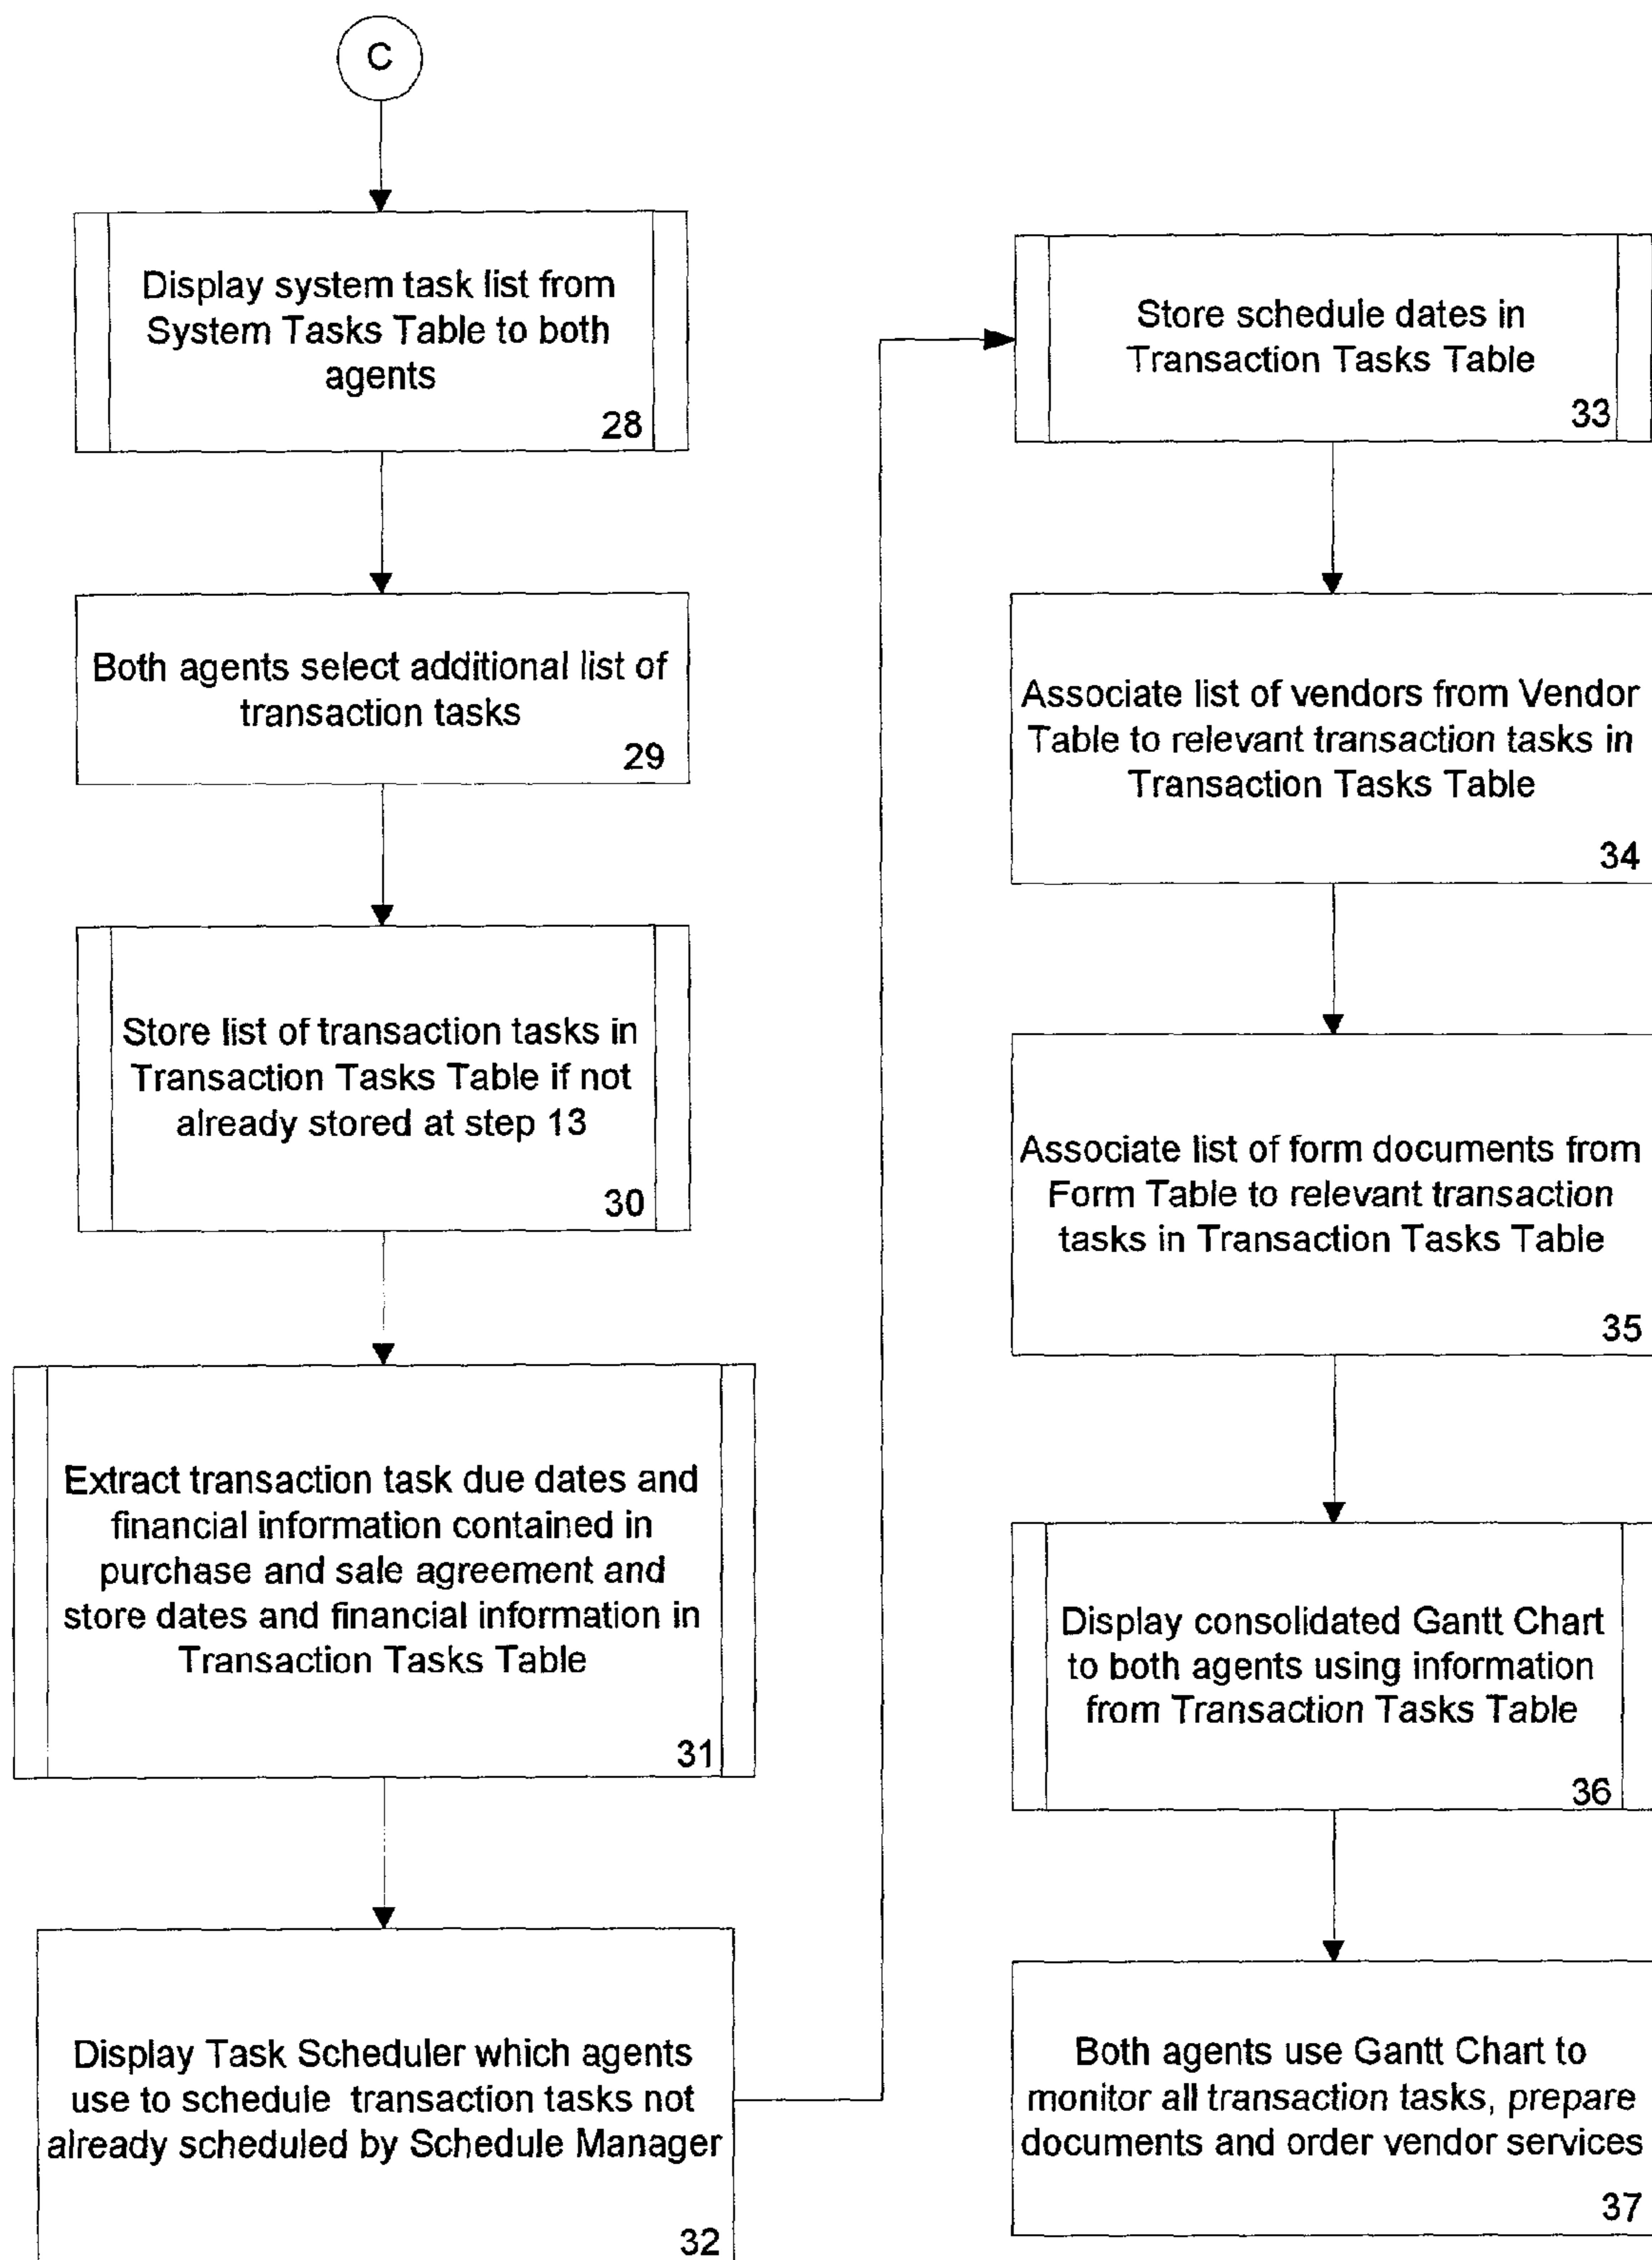 C
Display system task list from
System Tasks Table to both
agents
28
Both agents select additional list of
transaction tasks
29
Store list of transaction tasks in
Transaction Tasks Table if not
already stored at step 13
30
Extract transaction task due dates and
financial information contained in
purchase and sale agreement and
store dates and financial information in
Transaction Tasks Table
31
Display Task Scheduler which agents
use to schedule transaction tasks not
already scheduled by Schedule Manager
32
Store schedule dates in
Transaction Tasks Table
33
Associate list of vendors from Vendor
Table to relevant transaction tasks in
Transaction Tasks Table
34
Associate list of form documents from
Form Table to relevant transaction
tasks in Transaction Tasks Table
35
Display consolidated Gantt Chart
to both agents using information
from Transaction Tasks Table
36
Both agents use Gantt Chart to
monitor all transaction tasks, prepare
documents and order vendor services
37